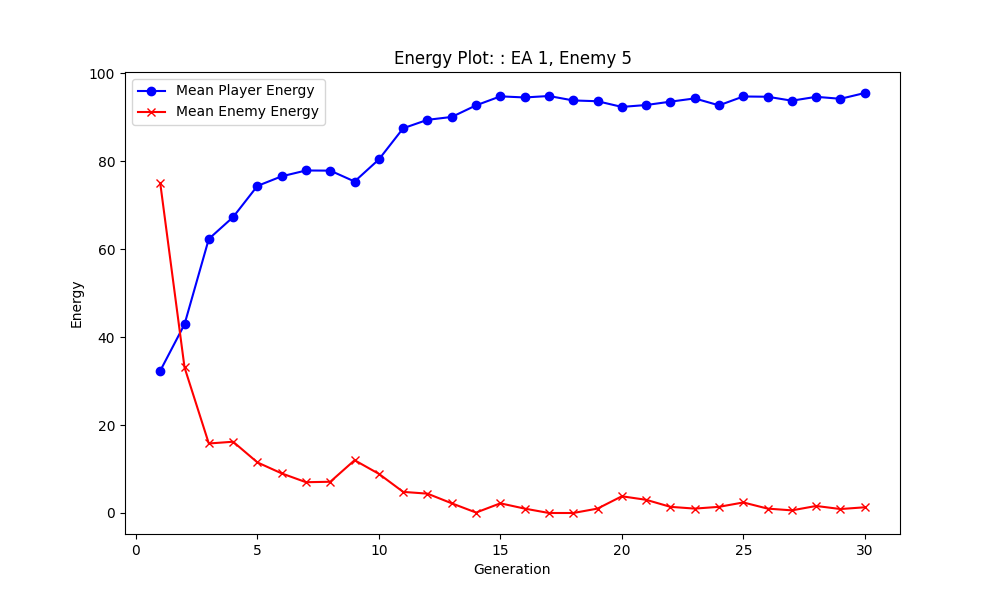 Energy Plot: : EA 1, Enemy 5
Mean Player Energy
Mean Enemy Energy
Energy
100
80
60
40
20
0
0 5 10 15 20 25 30
Generation